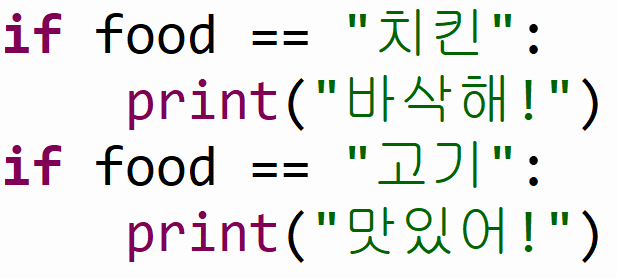 if food == "치킨":
    print("바삭해!")
if food == "고기":
    print("맛있어!")